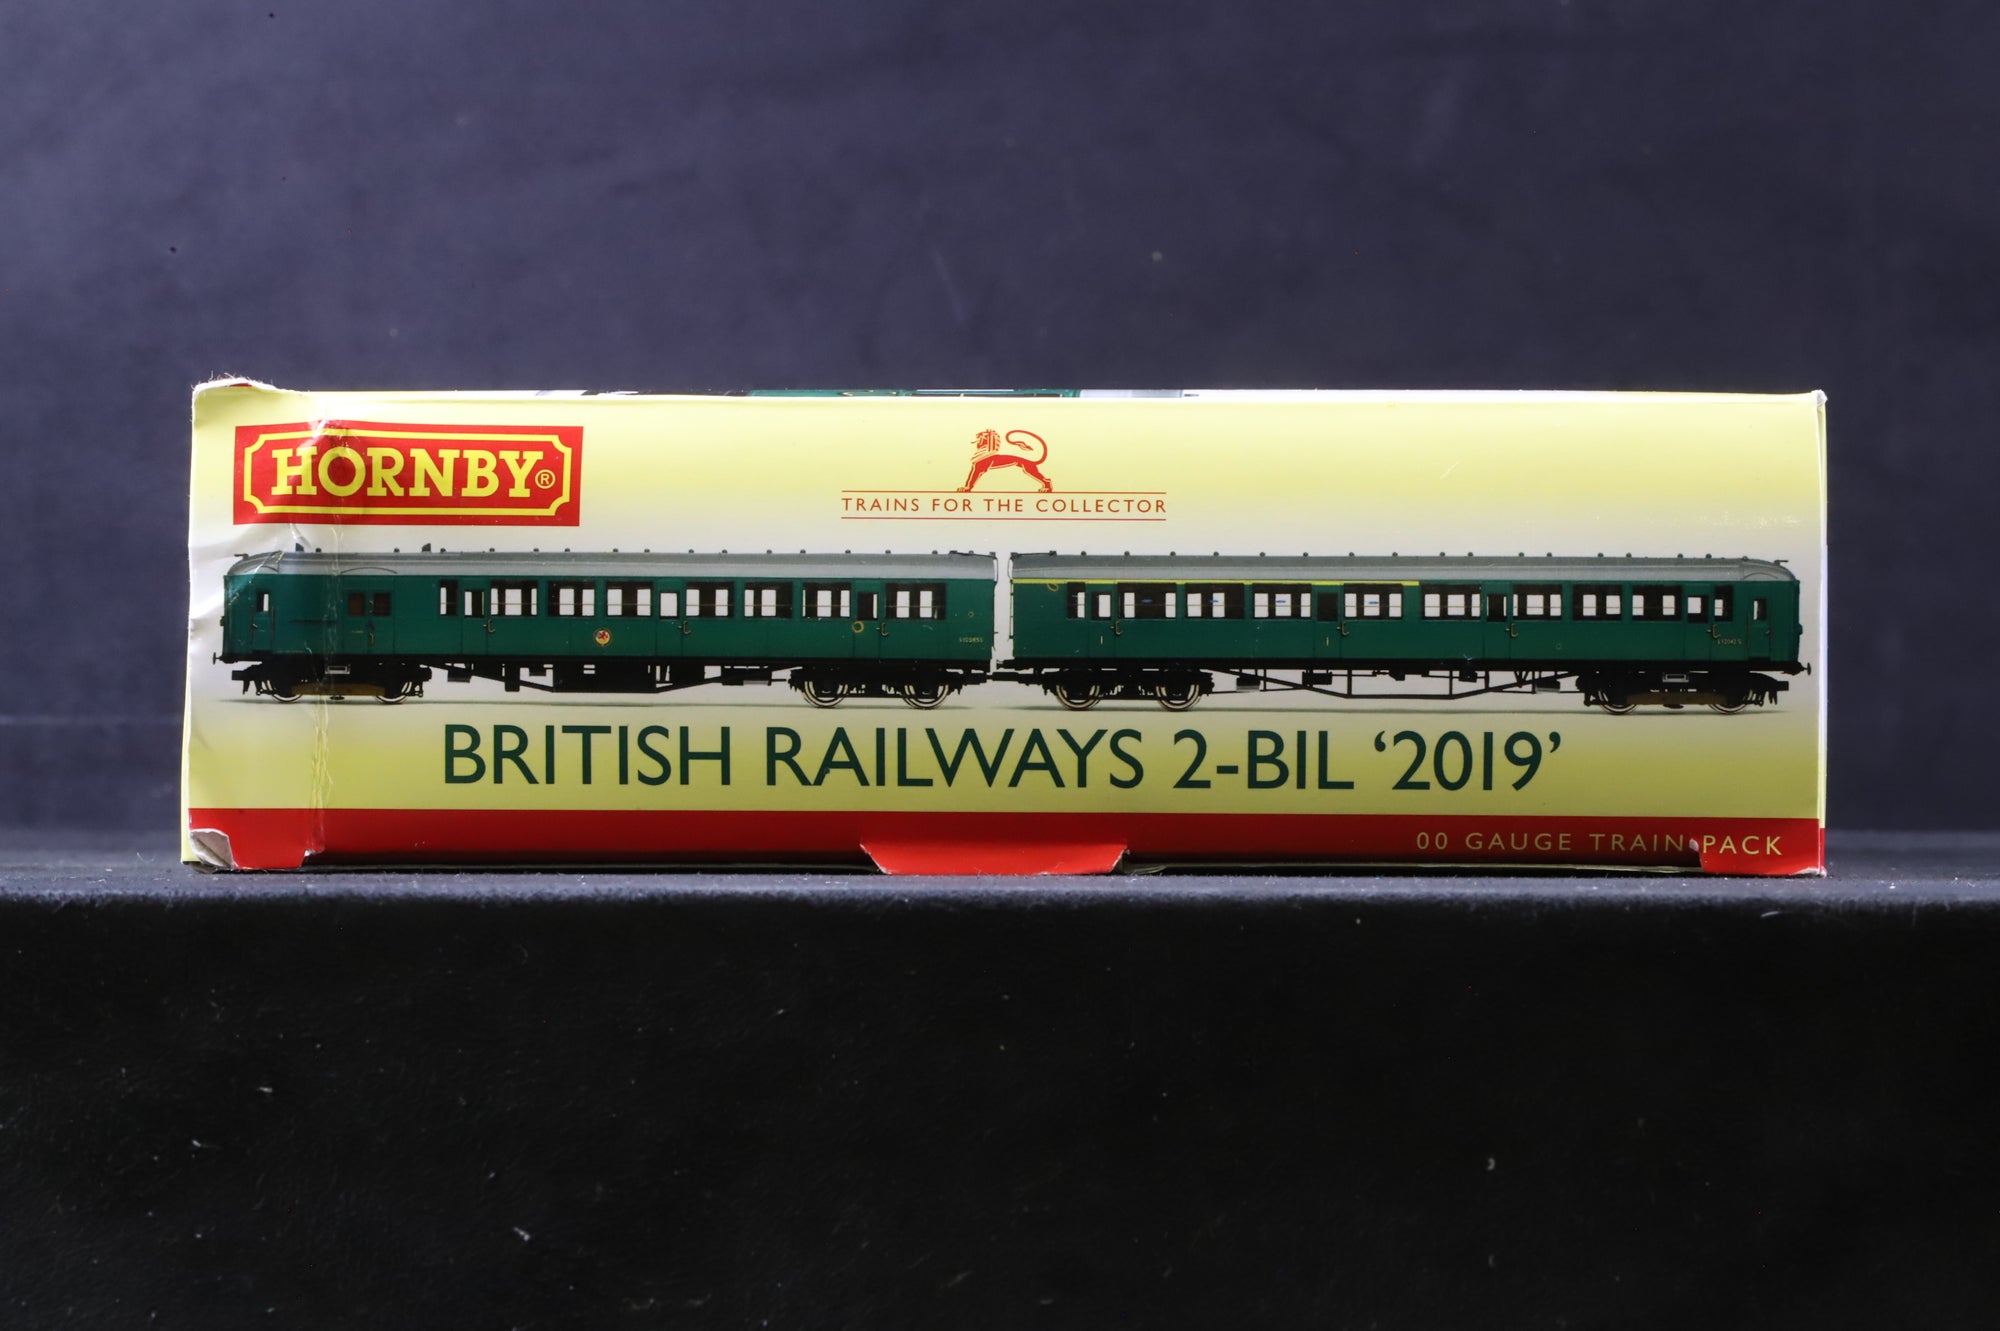 HORNBY®
TRAINS FOR THE COLLECTOR
BRITISH RAILWAYS 2-BIL ‘2019’
00 GAUGE TRAIN PACK